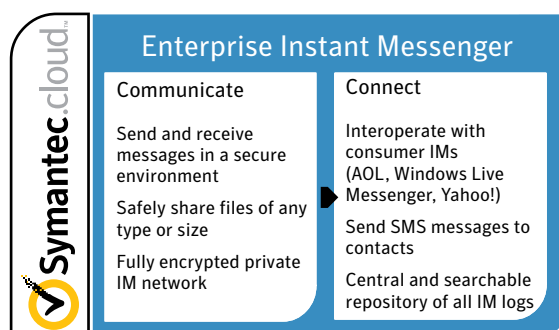 Symantec.cloud™
Enterprise Instant Messenger
Communicate
Send and receive
messages in a secure
environment
Safely share files of any
type or size
Fully encrypted private
IM network
Connect
Interoperate with
consumer IMs
(AOL, Windows Live
Messenger, Yahoo!)
Send SMS messages to
contacts
Central and searchable
repository of all IM logs